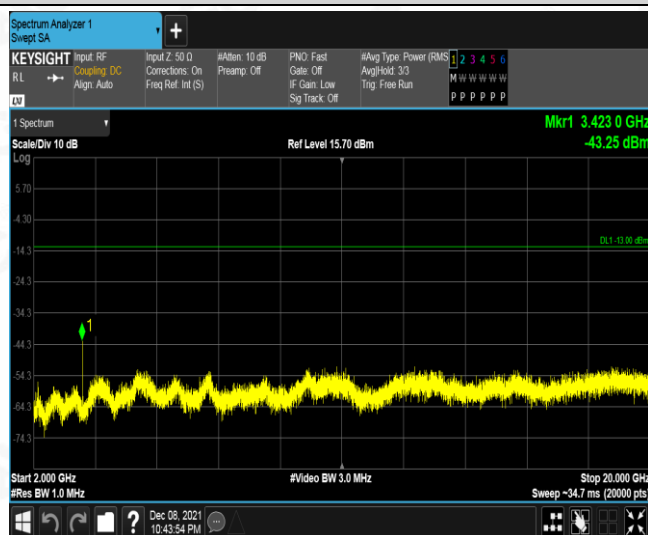 Spectrum Analyzer 1
Swept SA
+
KEYSIGHT Input: RF Input Z: 50 Ω #Atten: 10 dB PNO: Fast #Avg Type: Power (RMS 1 2 3 4 5 6
RL Coupling: DC Corrections: On Preamp: Off Gate: Off Avg|Hold: 3/3 M W W W W W
Align: Auto Freq Ref: Int (S) IF Gain: Low Trig: Free Run
LXI Sig Track: Off P P P P P P
1 Spectrum Mkr1 3.423 0 GHz
Scale/Div 10 dB Ref Level 15.70 dBm -43.25 dBm
Log
5.70
-4.30
DL1 -13.00 dBm
-14.3
-24.3
1
-34.3
-44.3
-54.3
-64.3
-74.3
Start 2.000 GHz #Video BW 3.0 MHz Stop 20.000 GHz
#Res BW 1.0 MHz Sweep ~34.7 ms (20000 pts)
? Dec 08, 2021
10:43:54 PM